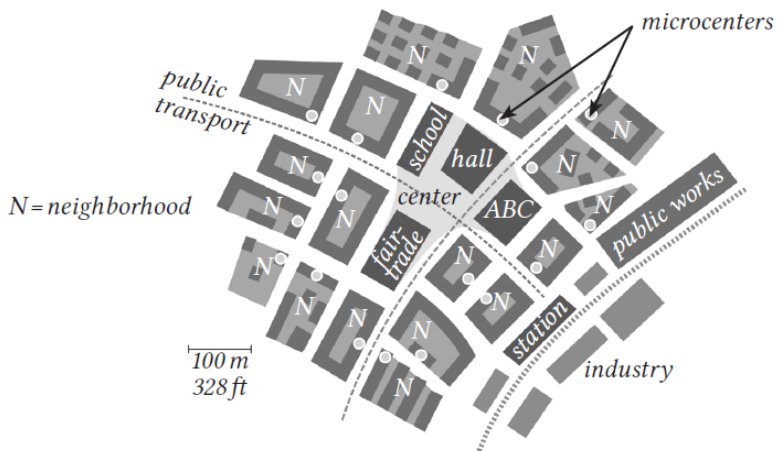 microcenters
N
N
public
transport
N
N
school
N
hall
N
N
center
ABC
N
N = neighborhood
N
N
public works
fair-
trade
N
N
N
N
N
N
station
N
100 m
328 ft
industry
N